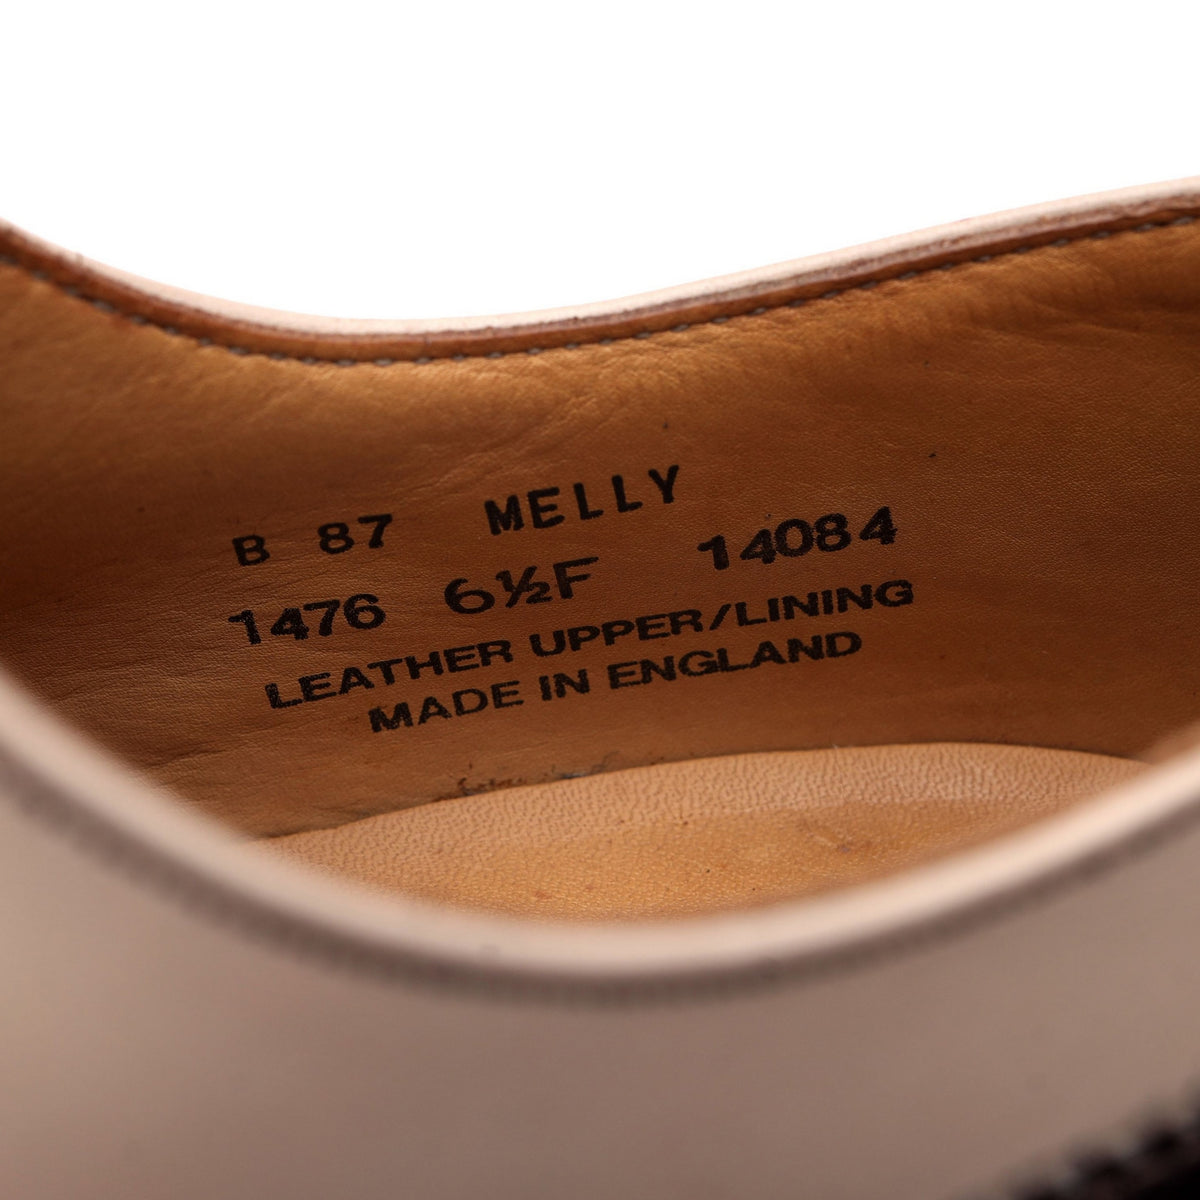 B 87 MELLY
1476 6½F 14084
LEATHER UPPER/LINING
MADE IN ENGLAND